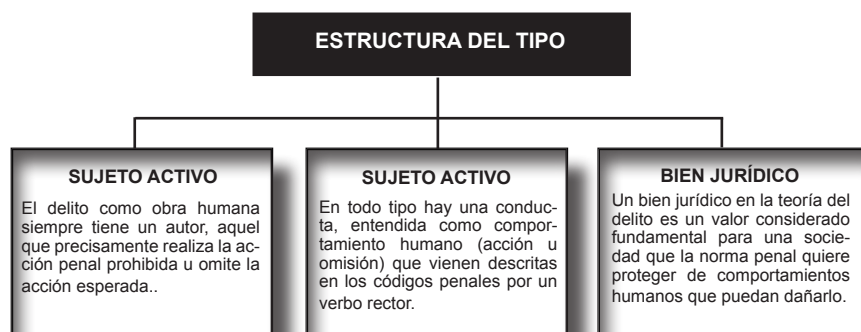 ESTRUCTURA DEL TIPO
SUJETO ACTIVO
El delito como obra humana
siempre tiene un autor, aquel
que precisamente realiza la ac-
ción penal prohibida u omite la
acción esperada..
SUJETO ACTIVO
En todo tipo hay una conduc-
ta, entendida como compor-
tamiento humano (acción u
omisión) que vienen descritas
en los códigos penales por un
verbo rector.
BIEN JURÍDICO
Un bien jurídico en la teoría del
delito es un valor considerado
fundamental para una socie-
dad que la norma penal quiere
proteger de comportamientos
humanos que puedan dañarlo.